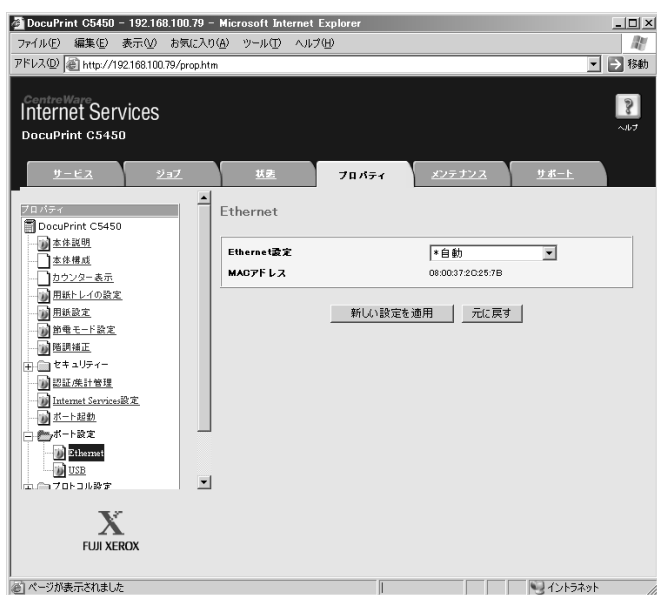 DocuPrint C5450 - 192.168.100.79 - Microsoft Internet Explorer
ファイル(F) 編集(E) 表示(V) お気に入り(A) ツール(T) ヘルプ(H)
アドレス(D) http://192.168.100.79/prop.htm 移動
CentreWare
Internet Services
DocuPrint C5450
ヘルプ
サービス ジョブ 状態 プロパティ メンテナンス サポート
プロパティ
DocuPrint C5450
本体説明
本体構成
カウンター表示
用紙トレイの設定
用紙設定
節電モード設定
階調補正
セキュリティー
認証/集計管理
Internet Services設定
ポート起動
ポート設定
Ethernet
USB
プロトコル設定
Ethernet
Ethernet設定 *自動
MACアドレス 08:00:37:2C:25:7B
新しい設定を適用 元に戻す
FUJI XEROX
ページが表示されました イントラネット